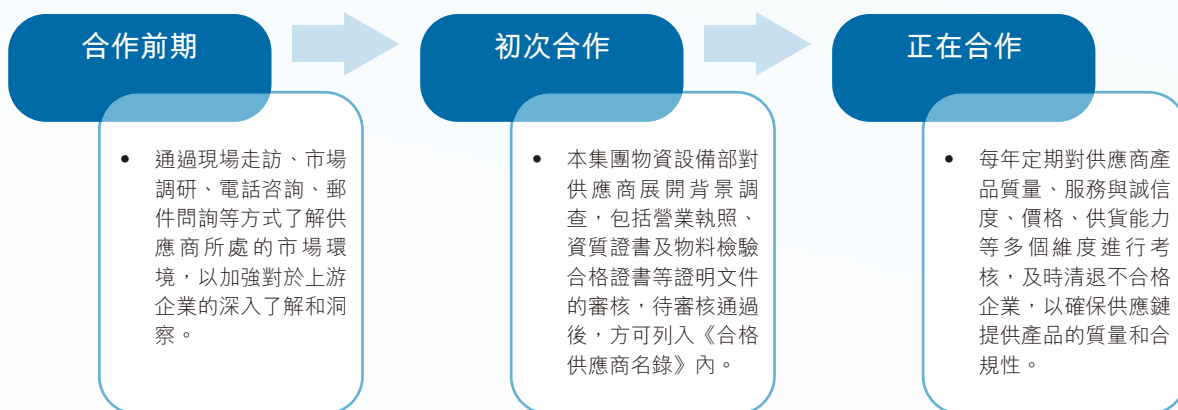 合作前期
初次合作
正在合作
• 通過現場走訪、市場
調研、電話咨詢、郵
件問詢等方式了解供
應商所處的市場環
境，以加強對於上游
企業的深入了解和洞
察。
• 本集團物資設備部對
供應商展開背景調
查，包括營業執照、
資質證書及物料檢驗
合格證書等證明文件
的審核，待審核通過
後，方可列入《合格
供應商名錄》內。
• 每年定期對供應商產
品質量、服務與誠信
度、價格、供貨能力
等多個維度進行考
核，及時清退不合格
企業，以確保供應鏈
提供產品的質量和合
規性。